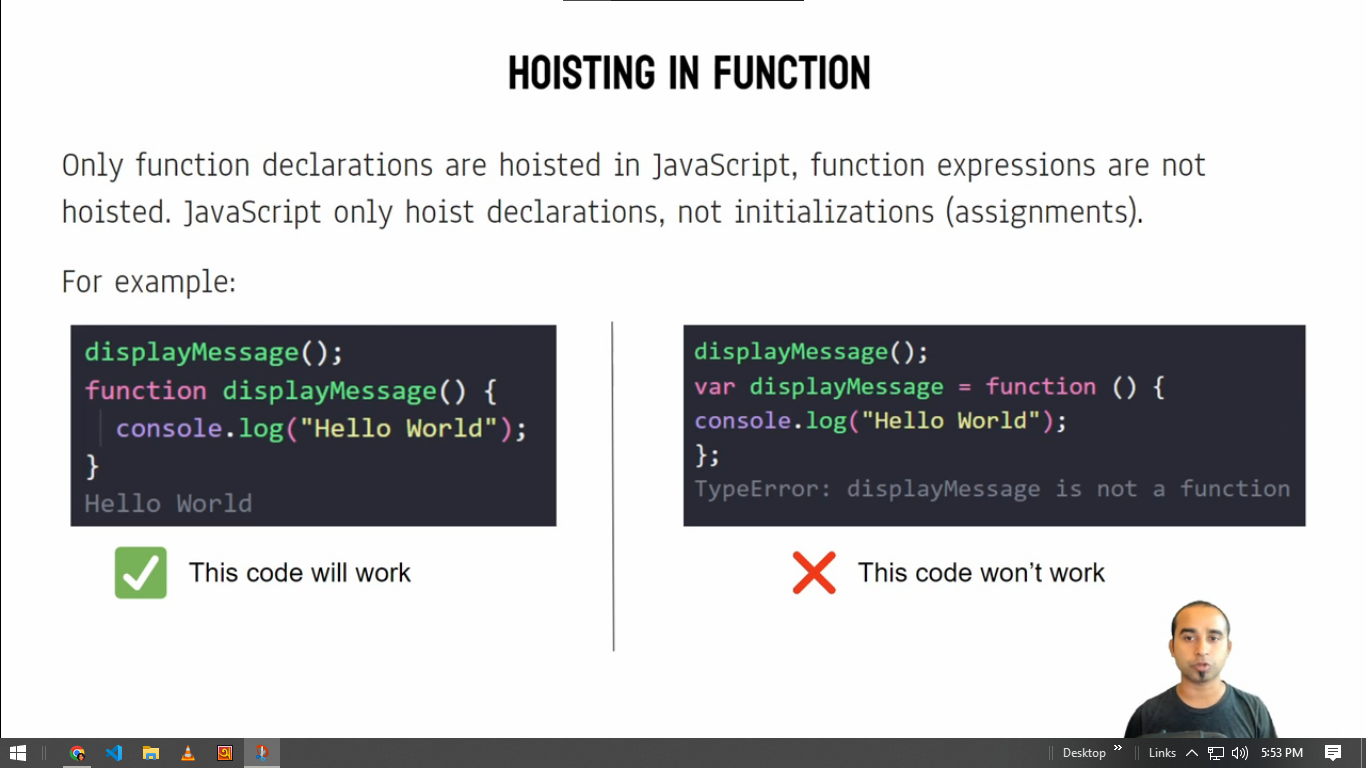 HOISTING IN FUNCTION
Only function declarations are hoisted in JavaScript, function expressions are not
hoisted. JavaScript only hoist declarations, not initializations (assignments).
For example:
displayMessage();
function displayMessage() {
console.log("Hello World");
}
Hello World
This code will work
displayMessage();
var displayMessage = function () {
console.log("Hello World");
};
TypeError: displayMessage is not a function
This code won't work
Desktop
Links
5:53 PM